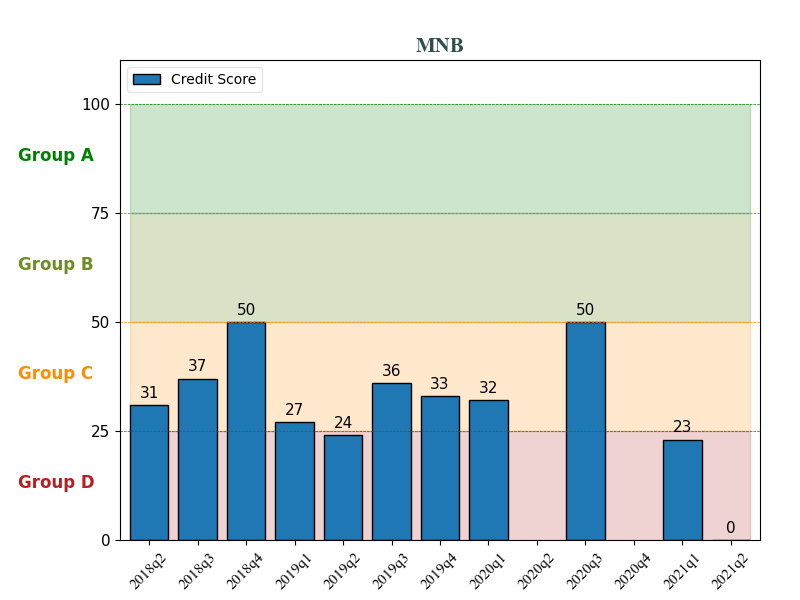 MNB
Credit Score
100
Group A
75
Group B
50
Group C
25
Group D
0
31
37
50
27
24
36
33
32
50
23
0
2018q2
2018q3
2018q4
2019q1
2019q2
2019q3
2019q4
2020q1
2020q2
2020q3
2020q4
2021q1
2021q2